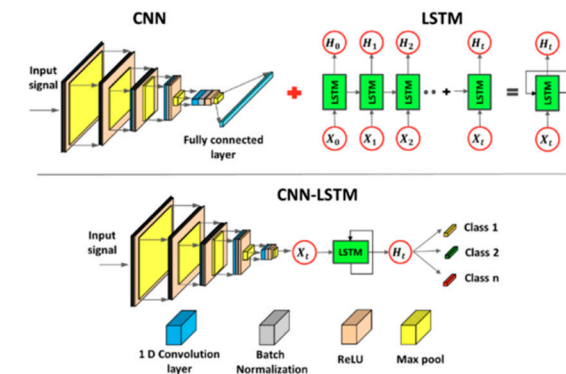 CNN
LSTM
Input
signal
Fully connected
layer
+
H₀
H₁
H₂
Hₜ
Hₜ
LSTM
LSTM
LSTM
••
+
LSTM
=
LSTM
X₀
X₁
X₂
Xₜ
Xₜ
CNN-LSTM
Input
signal
Xₜ
LSTM
Hₜ
Class 1
Class 2
Class n
1 D Convolution
layer
Batch
Normalization
ReLU
Max pool